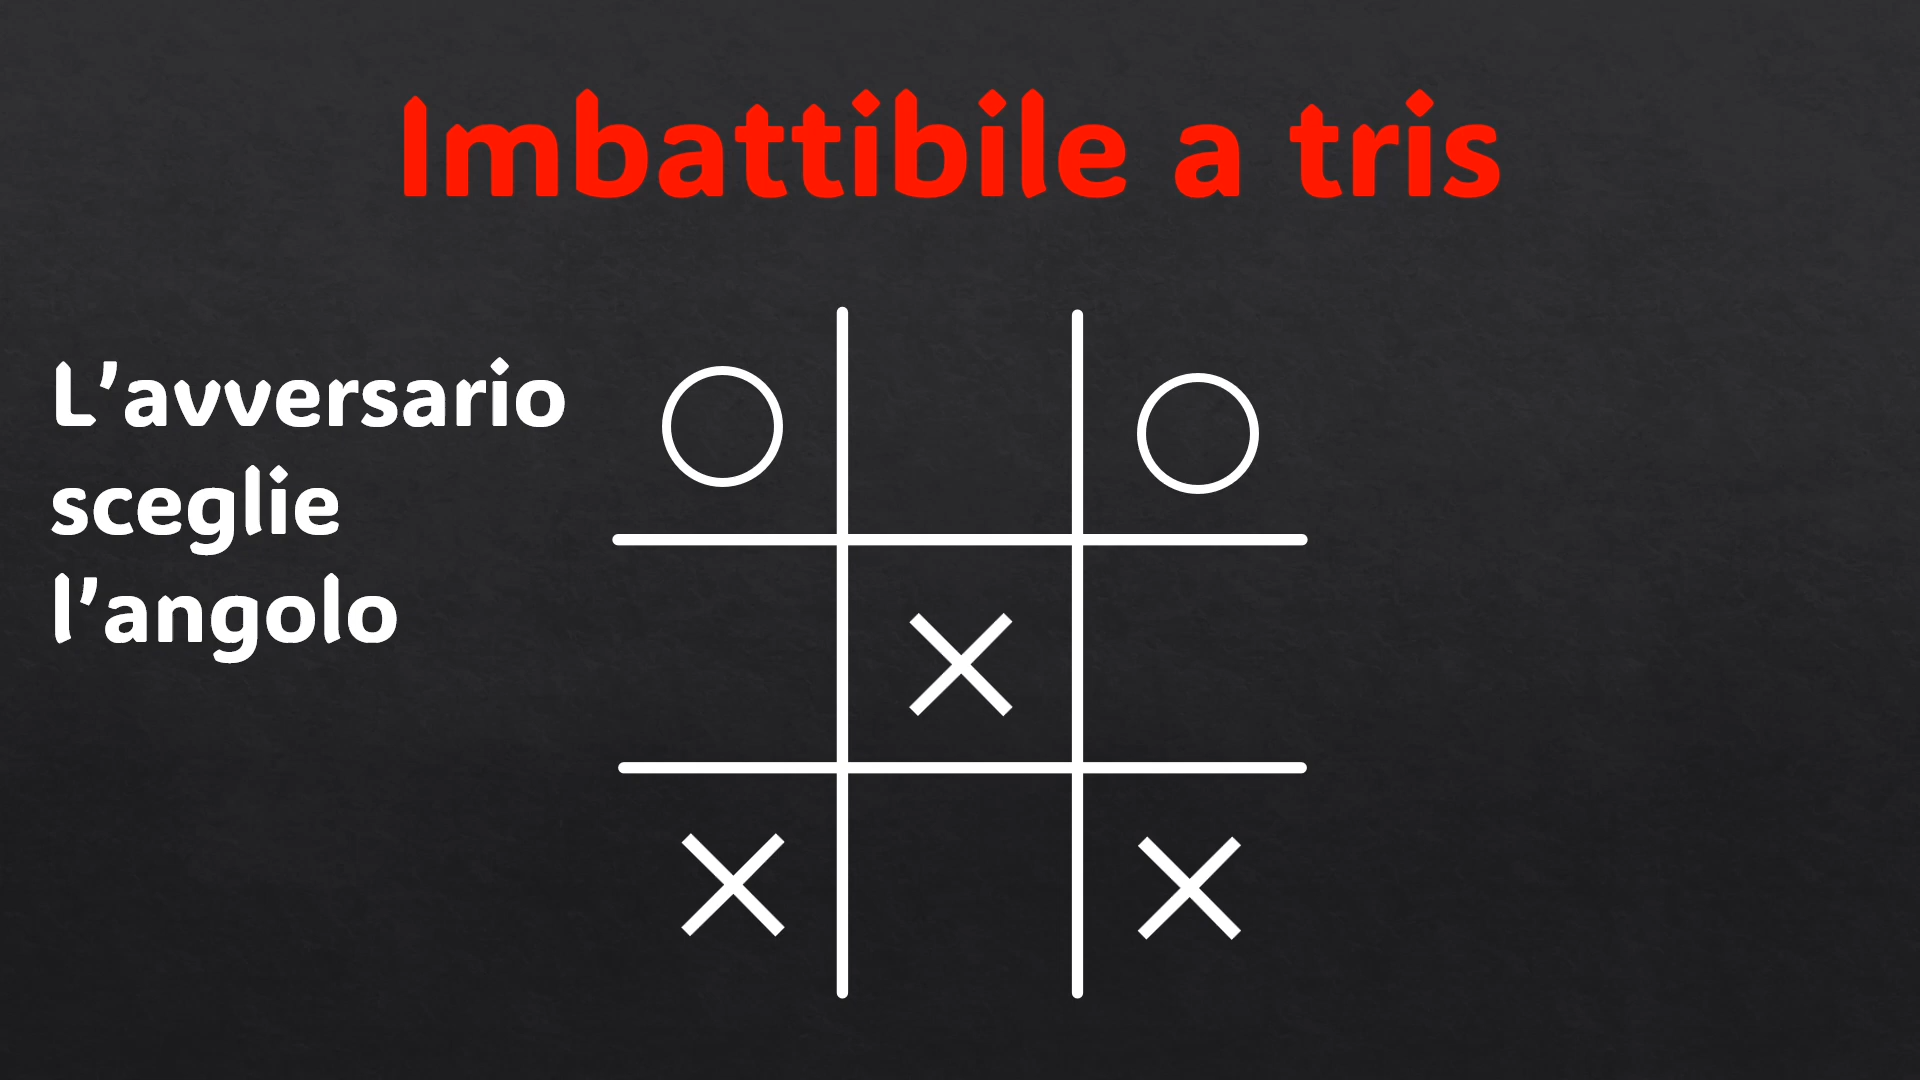 Imbattibile a tris
L’avversario
sceglie
l’angolo